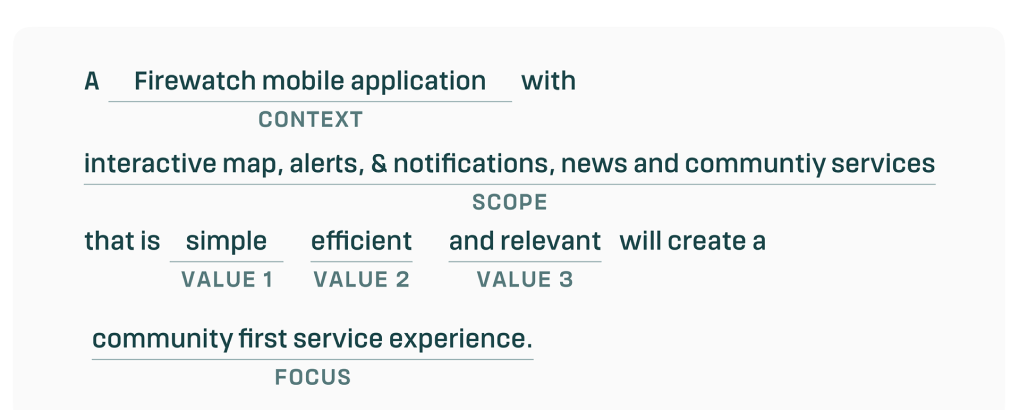 A Firewatch mobile application with
CONTEXT
interactive map, alerts, & notifications, news and communtiy services
SCOPE
that is simple efficient and relevant will create a
VALUE 1 VALUE 2 VALUE 3
community first service experience.
FOCUS